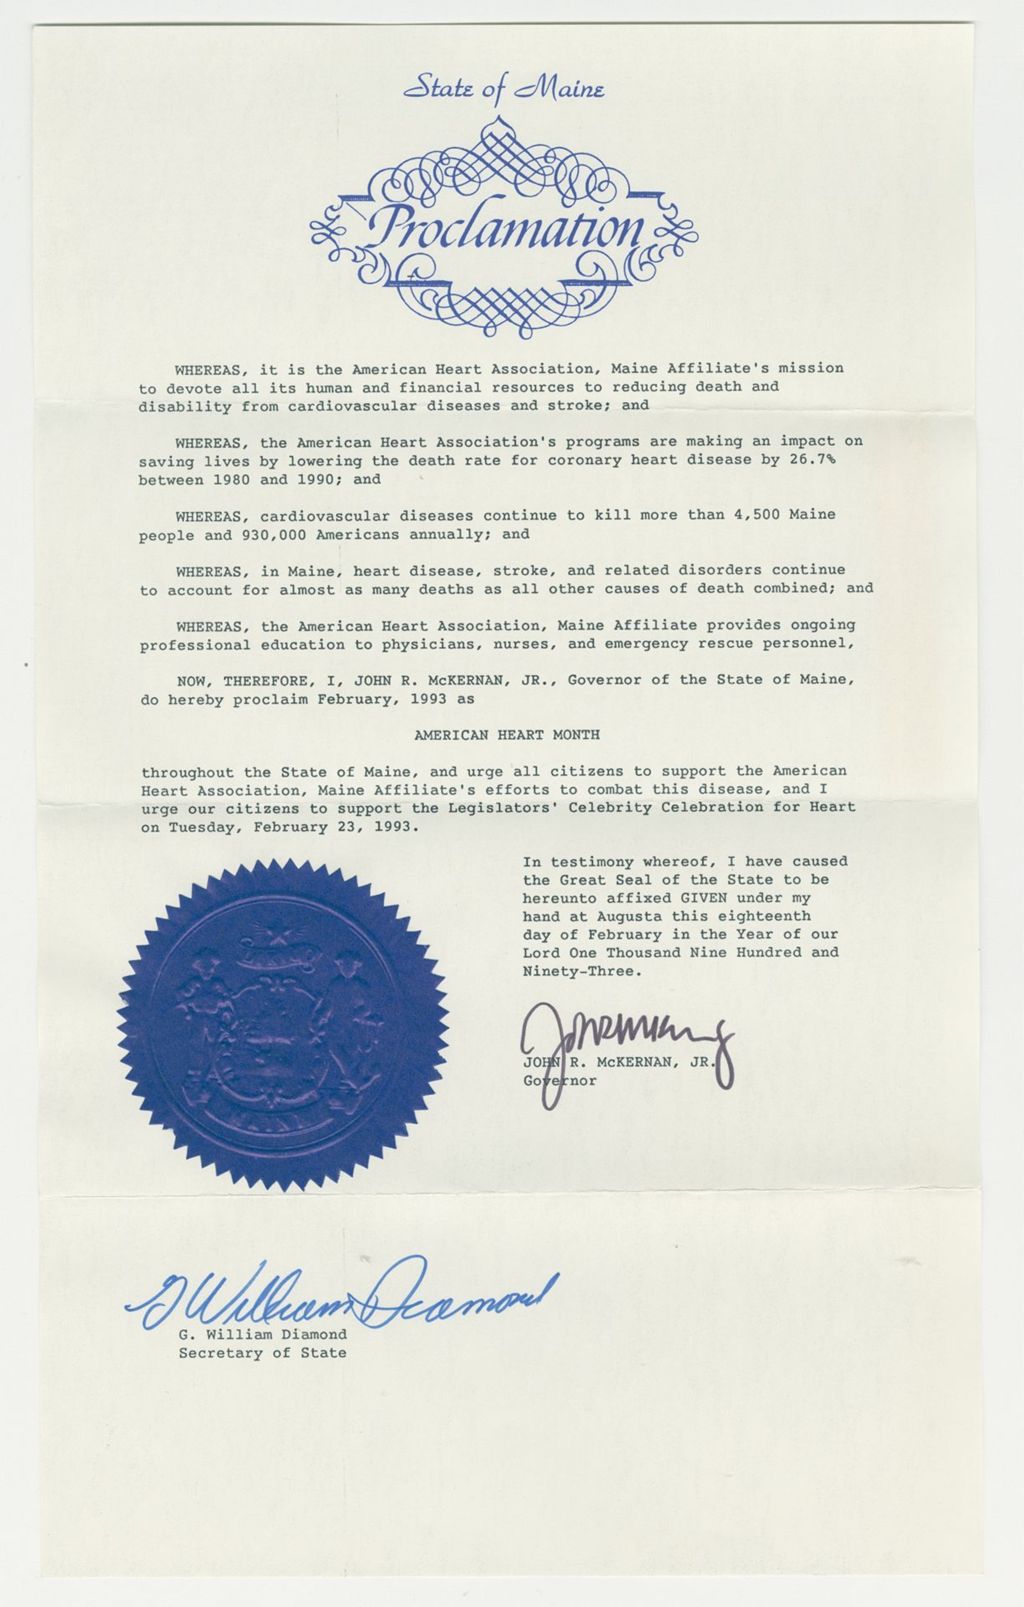 State of Maine
Proclamation
WHEREAS, it is the American Heart Association, Maine Affiliate's mission
to devote all its human and financial resources to reducing death and
disability from cardiovascular diseases and stroke; and
WHEREAS, the American Heart Association's programs are making an impact on
saving lives by lowering the death rate for coronary heart disease by 26.7%
between 1980 and 1990; and
WHEREAS, cardiovascular diseases continue to kill more than 4,500 Maine
people and 930,000 Americans annually; and
WHEREAS, in Maine, heart disease, stroke, and related disorders continue
to account for almost as many deaths as all other causes of death combined; and
WHEREAS, the American Heart Association, Maine Affiliate provides ongoing
professional education to physicians, nurses, and emergency rescue personnel,
NOW, THEREFORE, I, JOHN R. McKERNAN, JR., Governor of the State of Maine,
do hereby proclaim February, 1993 as
AMERICAN HEART MONTH
throughout the State of Maine, and urge all citizens to support the American
Heart Association, Maine Affiliate's efforts to combat this disease, and I
urge our citizens to support the Legislators' Celebrity Celebration for Heart
on Tuesday, February 23, 1993.
In testimony whereof, I have caused
the Great Seal of the State to be
hereunto affixed GIVEN under my
hand at Augusta this eighteenth
day of February in the Year of our
Lord One Thousand Nine Hundred and
Ninety-Three.
JOHN R. McKERNAN, JR.
Governor
MAINE
G William Diamond
G. William Diamond
Secretary of State